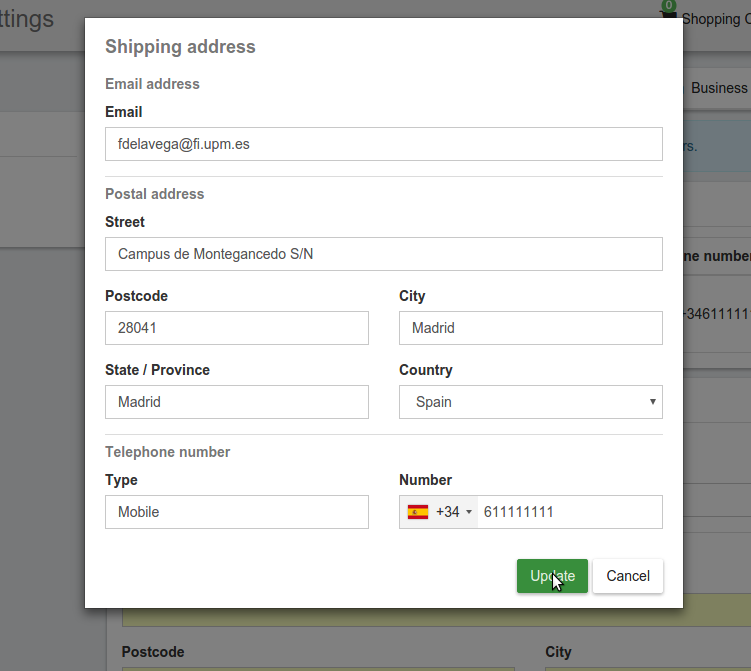 ttings
0
Shopping C
Shipping address
Email address
Business
Email
fdelavega@fi.upm.es
rs.
Postal address
Street
Campus de Montegancedo S/N
ne number
Postcode City
28041 Madrid
+34611111
State / Province Country
Madrid Spain
Telephone number
Type Number
Mobile +34 611111111
Update Cancel
Postcode City